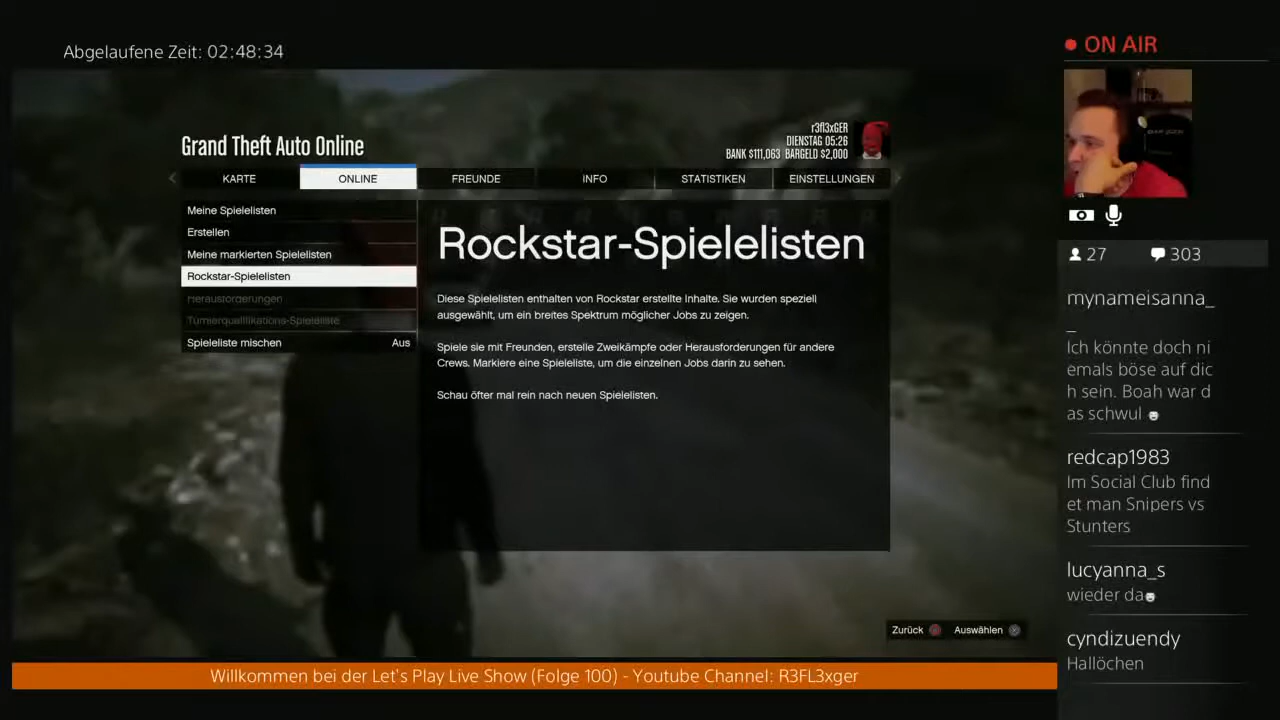 Abgelaufene Zeit: 02:48:34
ON AIR
Grand Theft Auto Online
r3fl3xGER
DIENSTAG 05:26
BANK $111,063 BARGELD $2,000
KARTE
ONLINE
FREUNDE
INFO
STATISTIKEN
EINSTELLUNGEN
Meine Spielelisten
Erstellen
Meine markierten Spielelisten
Rockstar-Spielelisten
Herausforderungen
Turnierqualifikations-Spieleliste
Spieleliste mischen Aus
Rockstar-Spielelisten
Diese Spielelisten enthalten von Rockstar erstellte Inhalte. Sie wurden speziell
ausgewählt, um ein breites Spektrum möglicher Jobs zu zeigen.
Spiele sie mit Freunden, erstelle Zweikämpfe oder Herausforderungen für andere
Crews. Markiere eine Spieleliste, um die einzelnen Jobs darin zu sehen.
Schau öfter mal rein nach neuen Spielelisten.
Zurück Auswählen
27 303
mynameisanna_
_
Ich könnte doch ni
emals böse auf dic
h sein. Boah war d
as schwul
redcap1983
Im Social Club find
et man Snipers vs
Stunters
lucyanna_s
wieder da
cyndizuendy
Hallöchen
Willkommen bei der Let's Play Live Show (Folge 100) - Youtube Channel: R3FL3xger